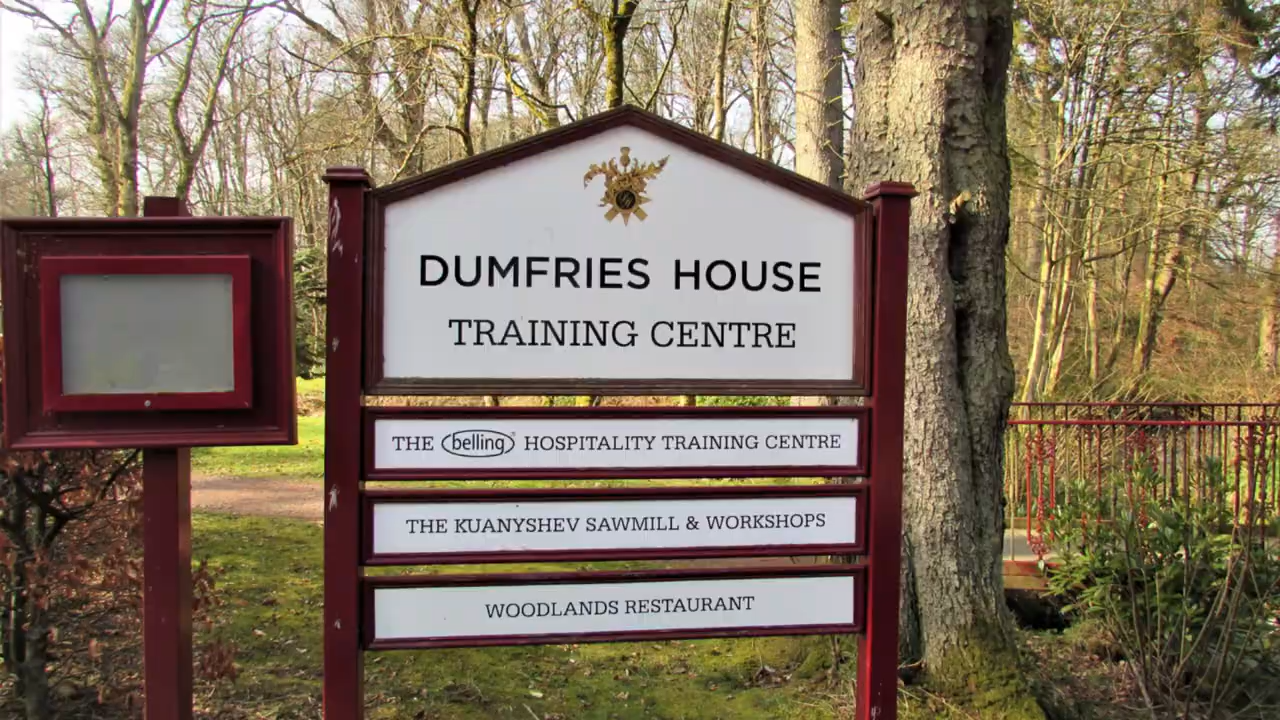 DUMFRIES HOUSE
TRAINING CENTRE
THE belling HOSPITALITY TRAINING CENTRE
THE KUANYSHEV SAWMILL & WORKSHOPS
WOODLANDS RESTAURANT